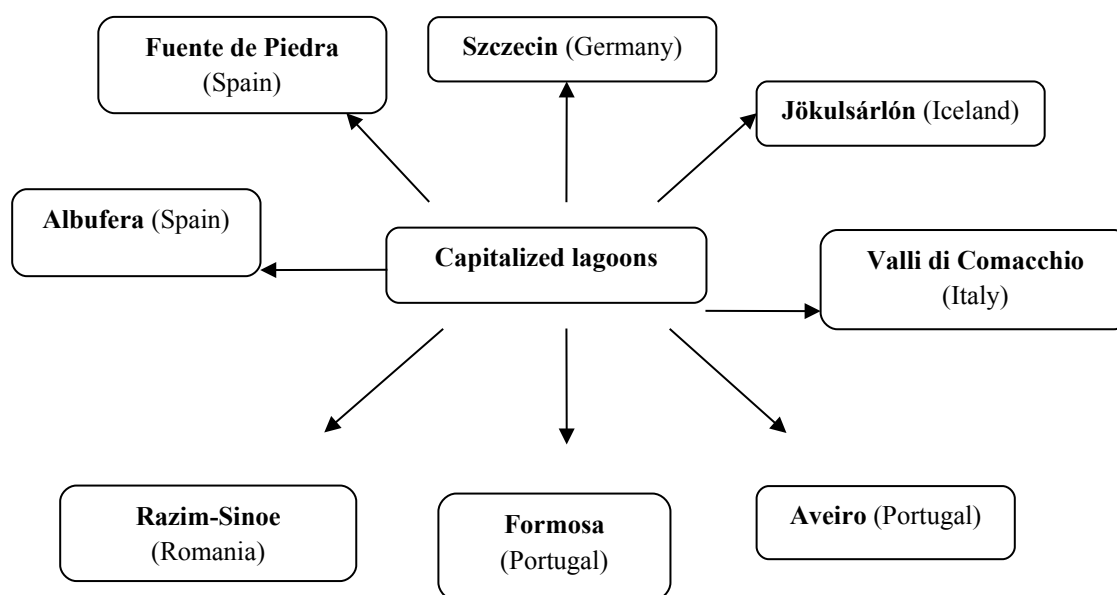 Fuente de Piedra
(Spain)
Szczecin (Germany)
Jökulsárlón (Iceland)
Albufera (Spain)
Capitalized lagoons
Valli di Comacchio
(Italy)
Razim-Sinoe
(Romania)
Formosa
(Portugal)
Aveiro (Portugal)